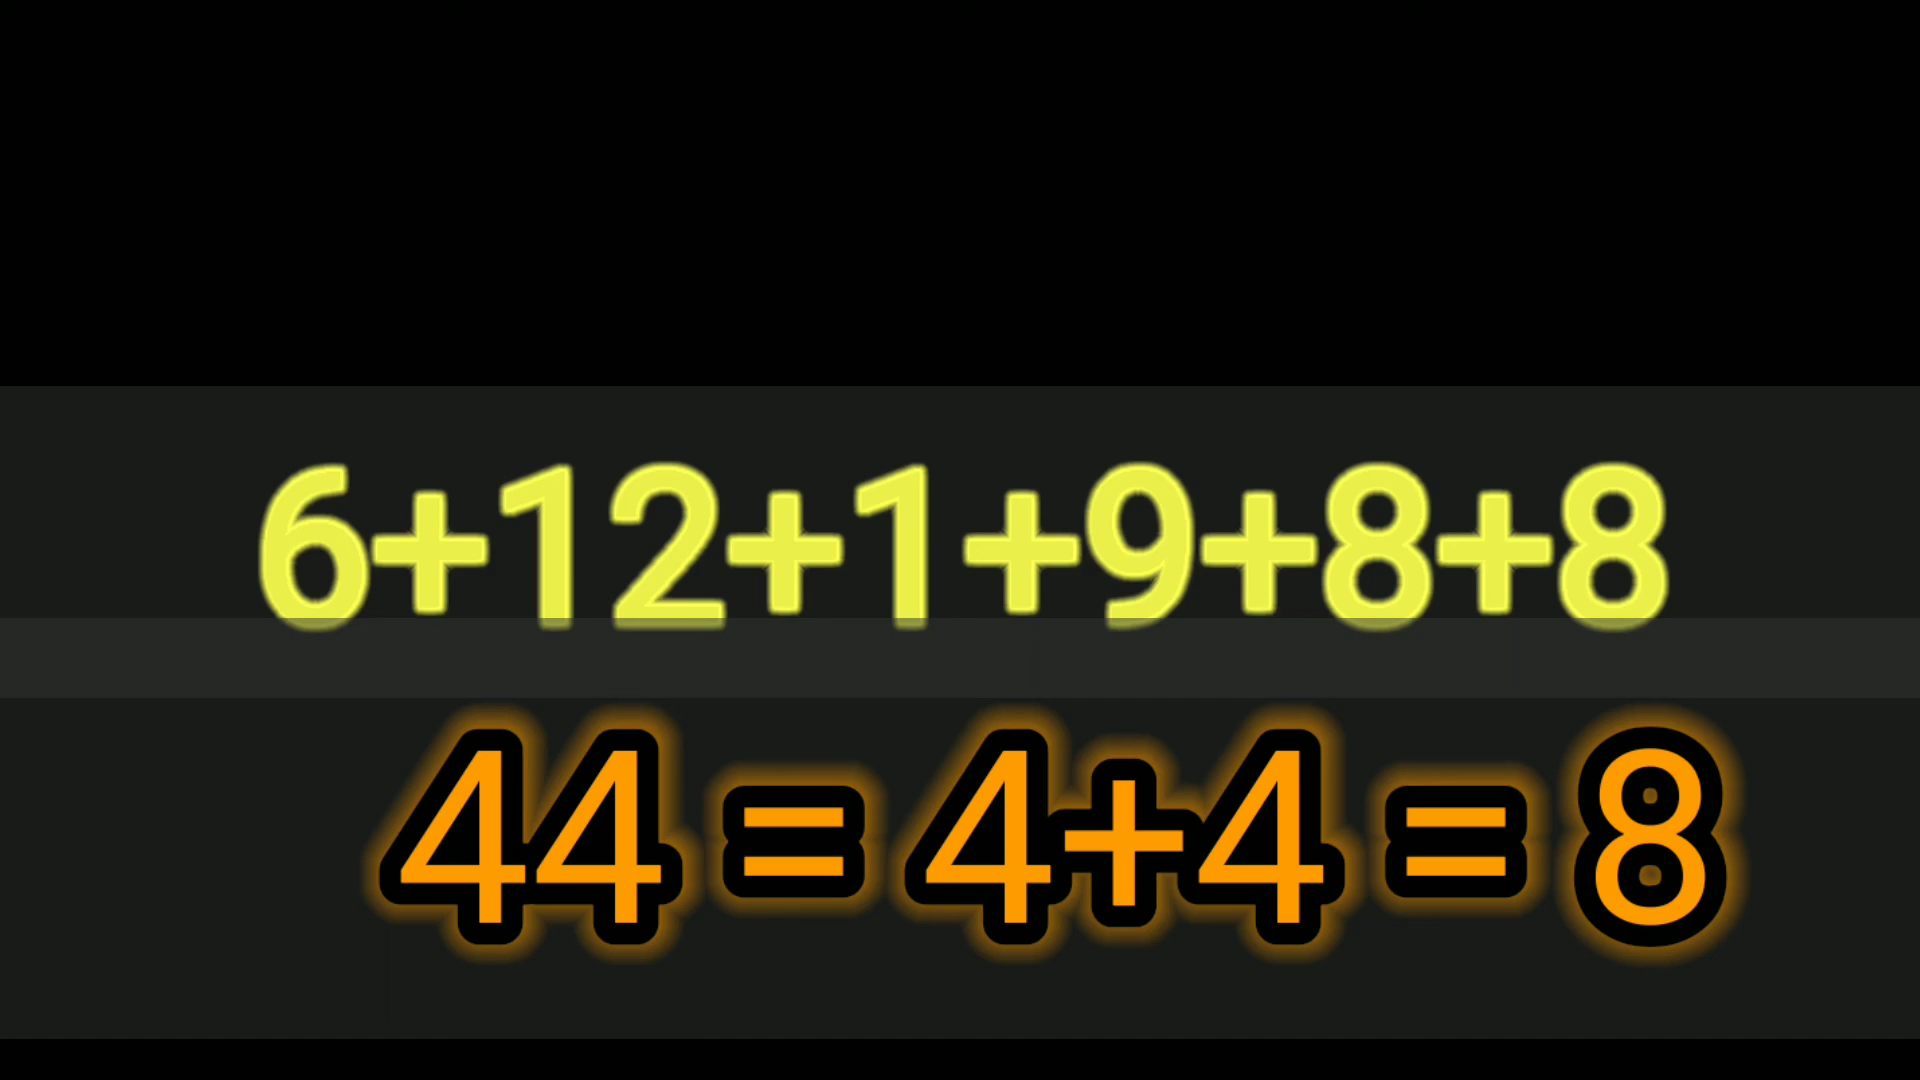 6+12+1+9+8+8
44 = 4+4 = 8